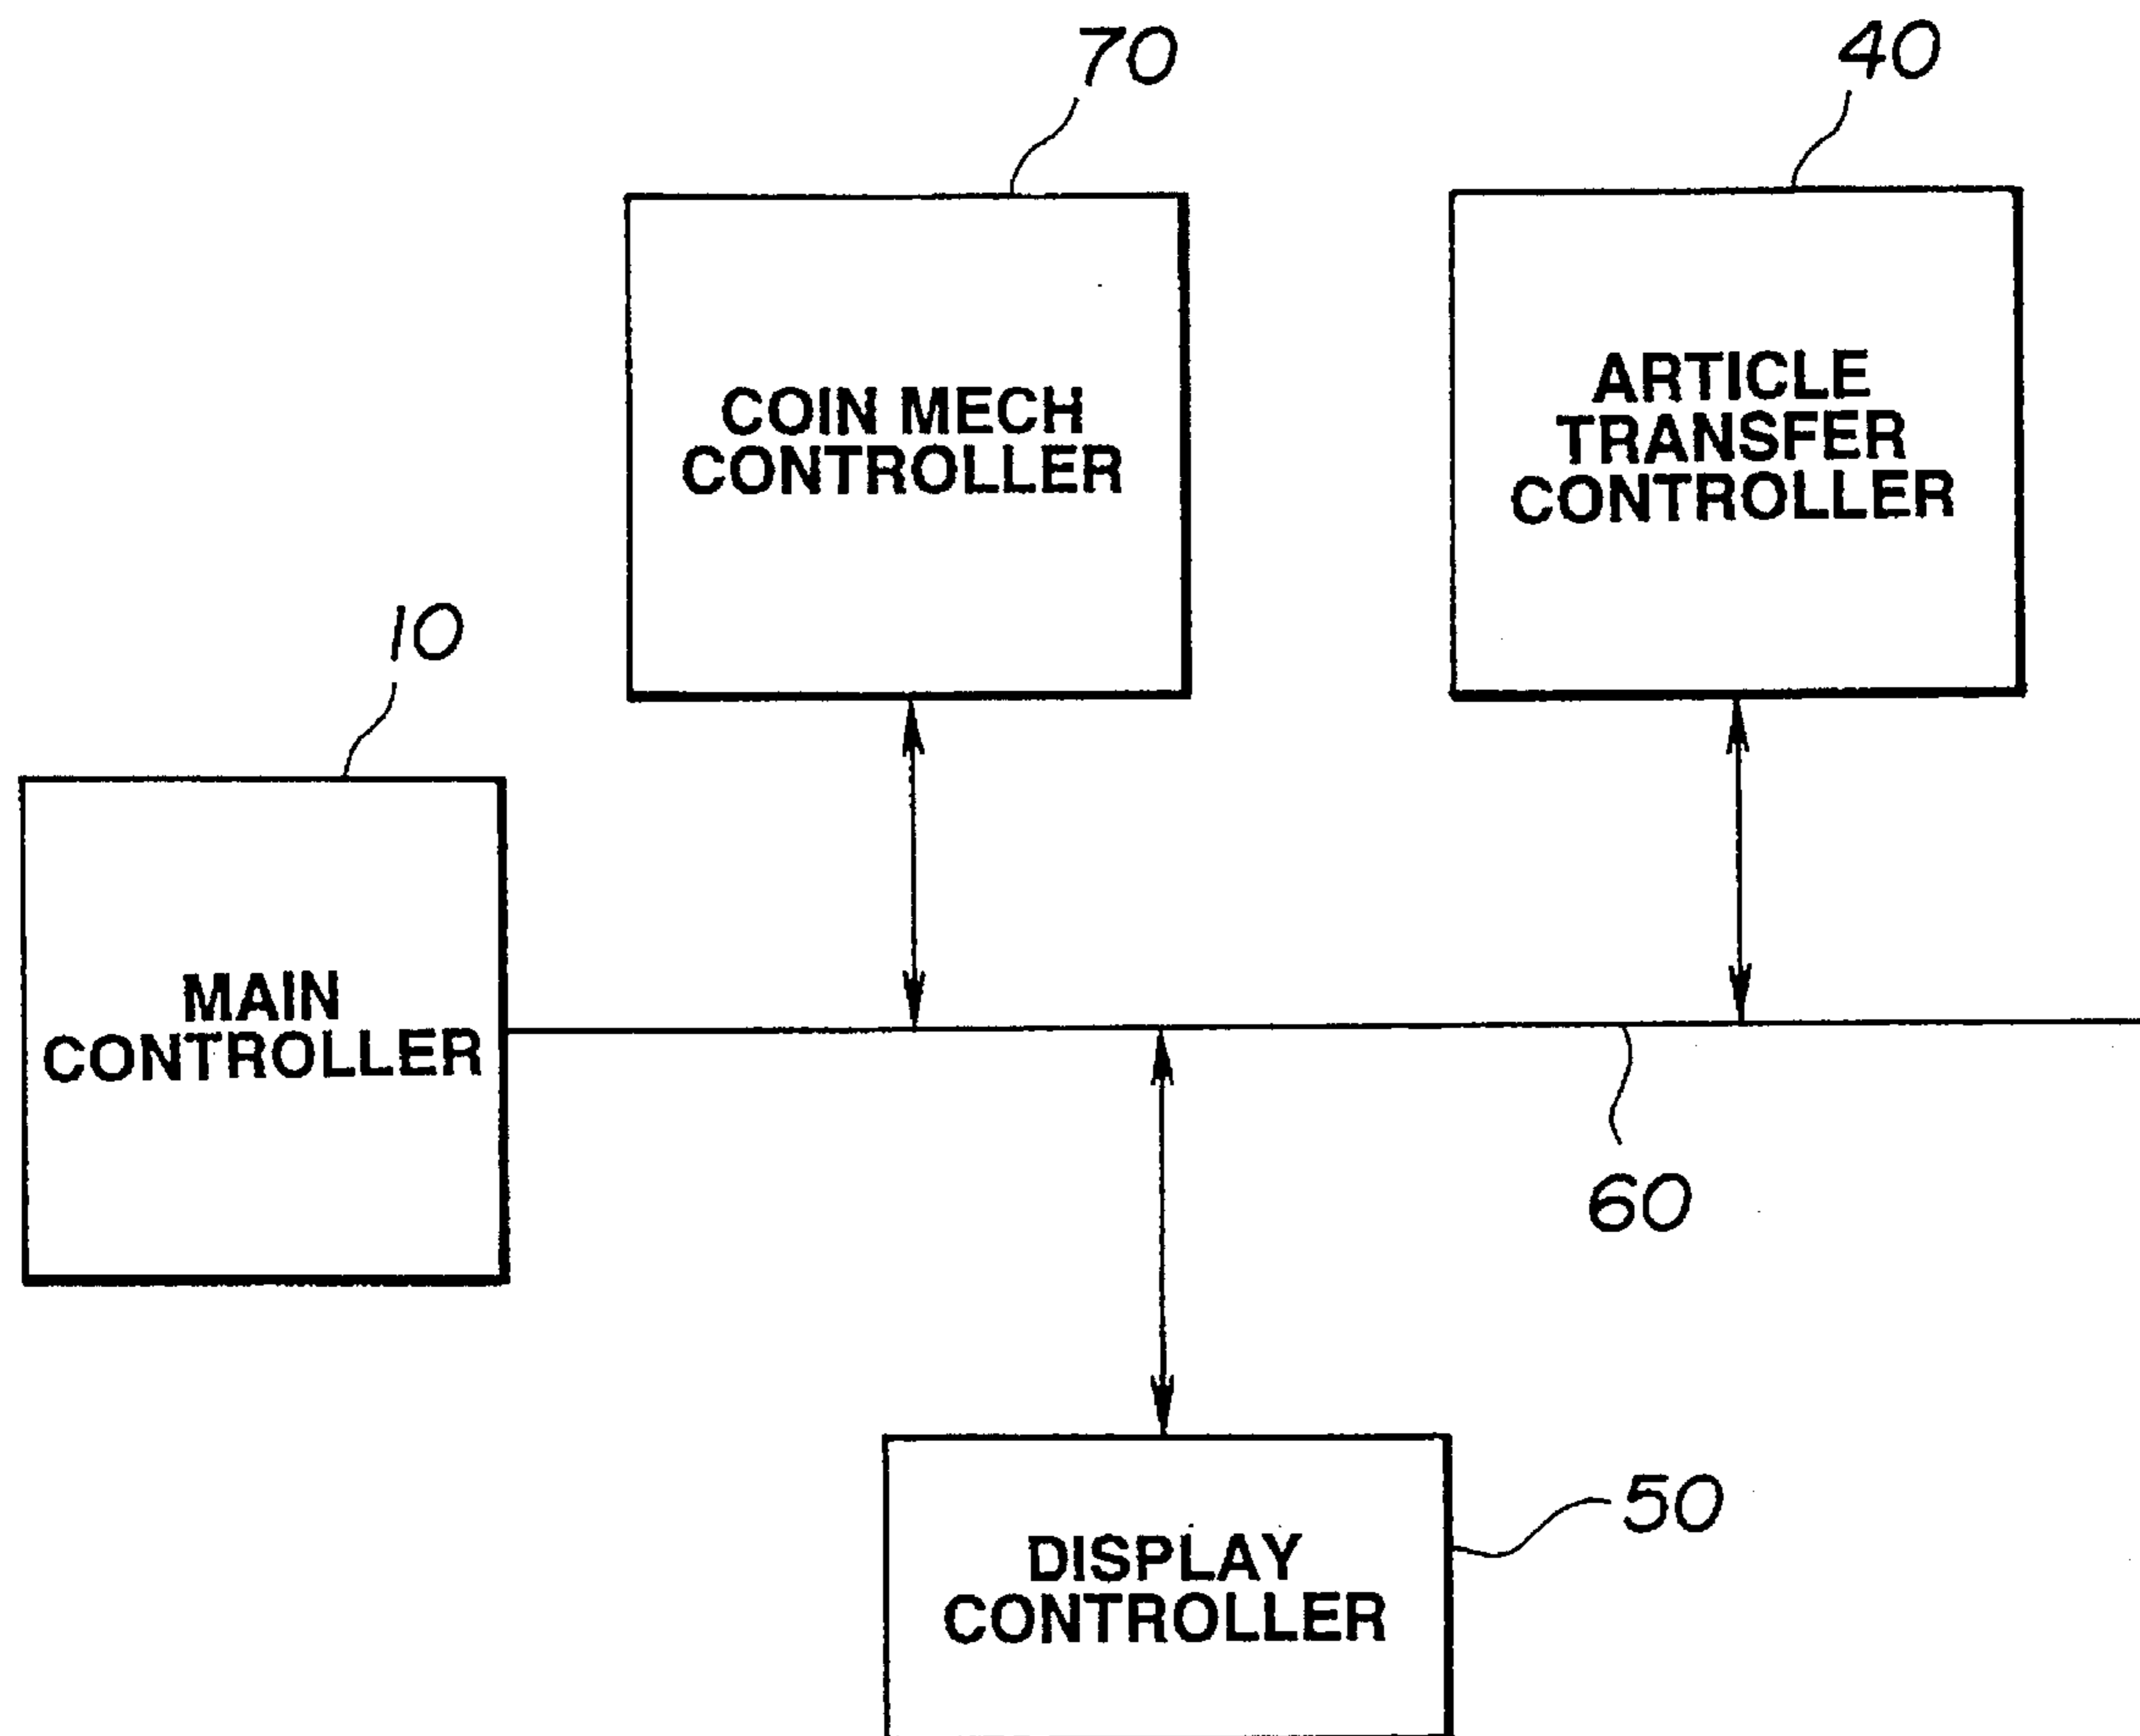 70
40
COIN MECH
CONTROLLER
ARTICLE
TRANSFER
CONTROLLER
10
MAIN
CONTROLLER
60
50
DISPLAY
CONTROLLER